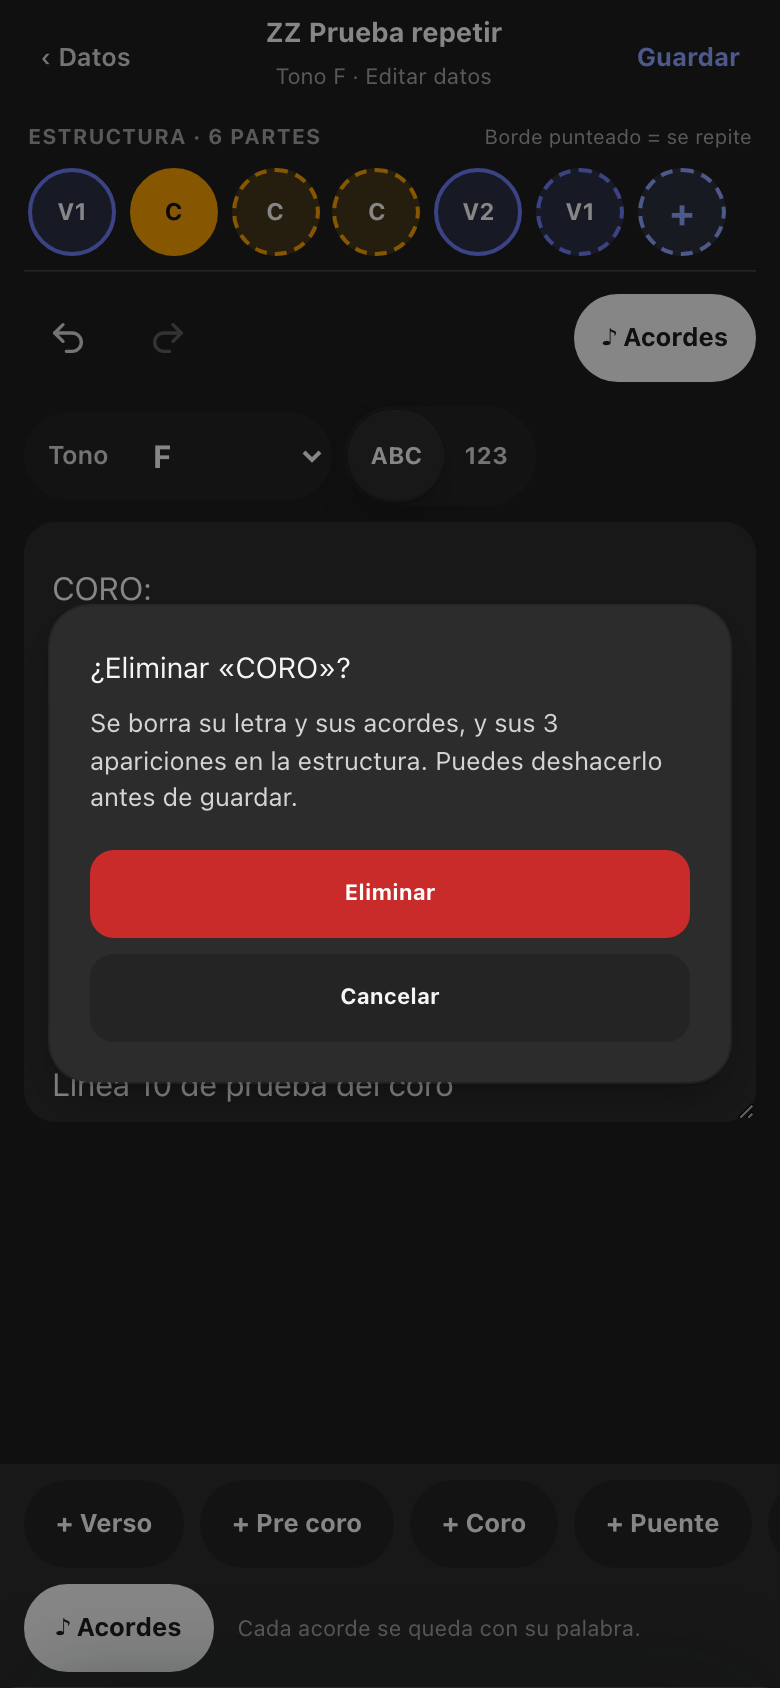 ZZ Prueba repetir
‹ Datos
Guardar
Tono F · Editar datos
ESTRUCTURA · 6 PARTES
Borde punteado = se repite
V1 C C C V2 V1 +
♪ Acordes
Tono F
ABC 123
CORO:
¿Eliminar «CORO»?
Se borra su letra y sus acordes, y sus 3
apariciones en la estructura. Puedes deshacerlo
antes de guardar.
Eliminar
Cancelar
Línea 10 de prueba del coro
+ Verso
+ Pre coro
+ Coro
+ Puente
♪ Acordes
Cada acorde se queda con su palabra.